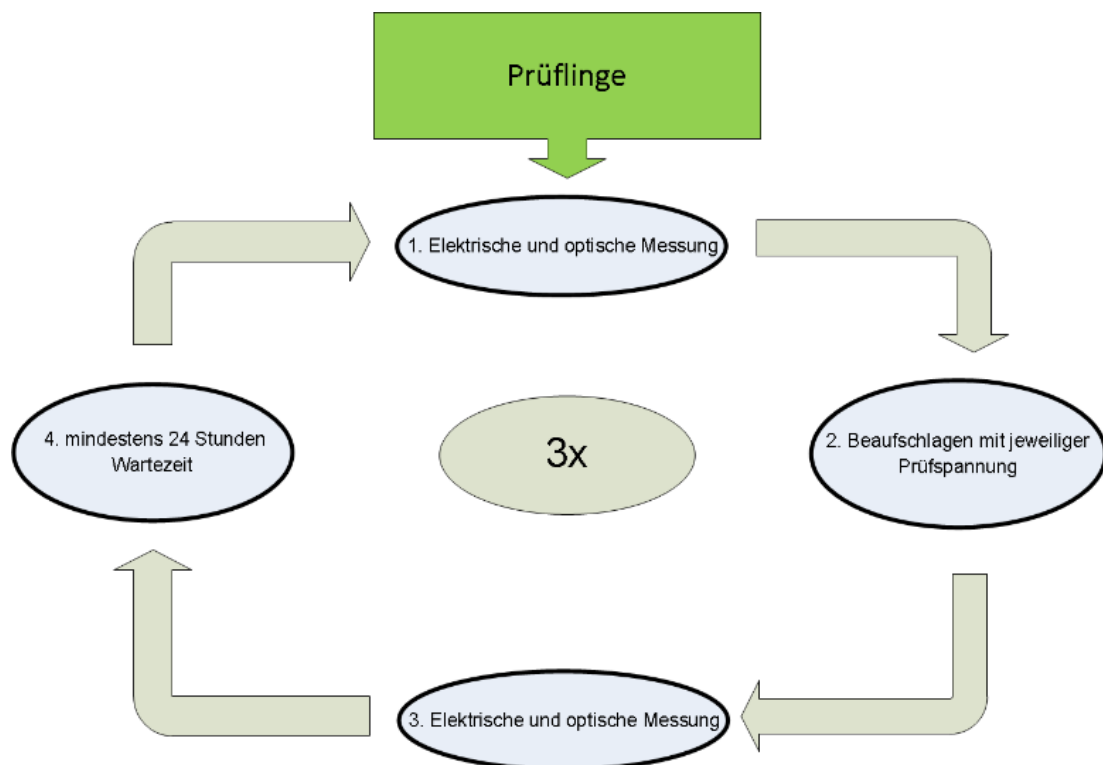 Prüflinge
1. Elektrische und optische Messung
2. Beaufschlagen mit jeweiliger
Prüfspannung
3. Elektrische und optische Messung
4. mindestens 24 Stunden
Wartezeit
3x